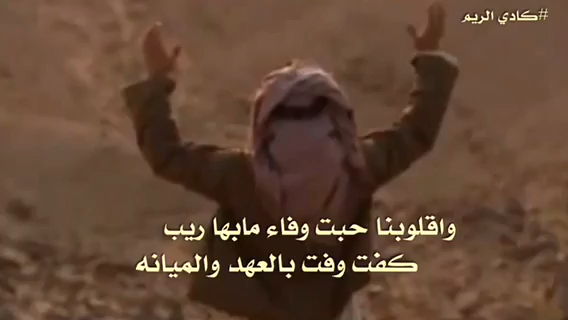 #كادي الريم
واقلوبنا حبت وفاء مابها ريب
كفت وفت بالعهد والميانه